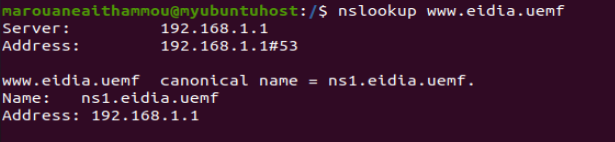 marouaneaithammou@myubuntuhost:/$ nslookup www.eidia.uemf
Server: 192.168.1.1
Address: 192.168.1.1#53
www.eidia.uemf canonical name = ns1.eidia.uemf.
Name: ns1.eidia.uemf
Address: 192.168.1.1